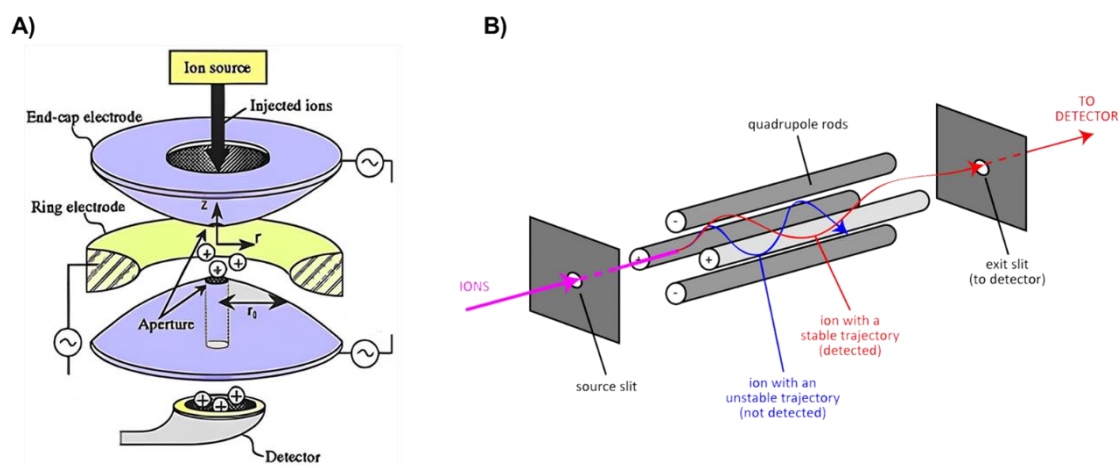 A)
Ion source
Injected ions
End-cap electrode
z
Ring electrode
r
+
+
+
+
Aperture
r₀
+
+
+
Detector
B)
TO
DETECTOR
quadrupole rods
-
+
+
-
IONS
exit slit
(to detector)
ion with a
stable trajectory
(detected)
source slit
ion with an
unstable trajectory
(not detected)